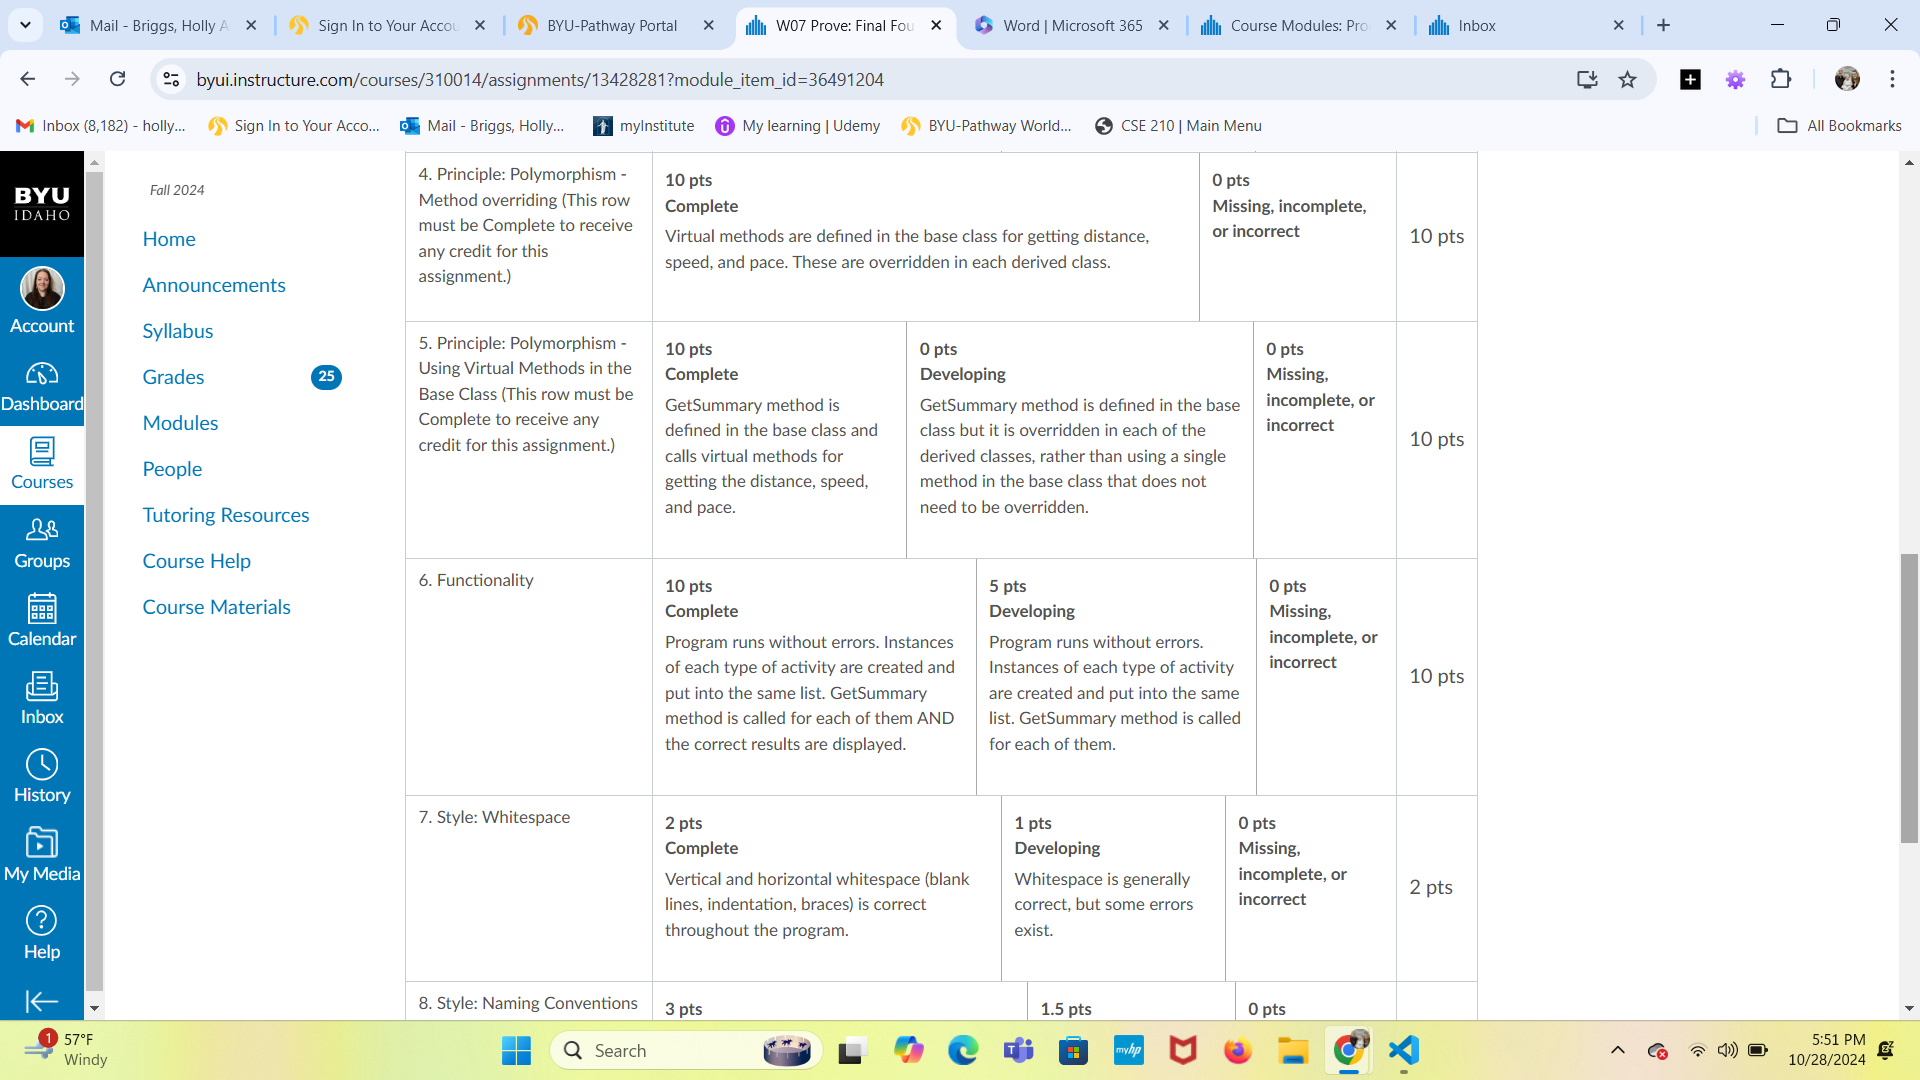 Mail - Briggs, Holly A
Sign In to Your Accou
BYU-Pathway Portal
W07 Prove: Final Fou
Word | Microsoft 365
Course Modules: Pro
Inbox
byui.instructure.com/courses/310014/assignments/13428281?module_item_id=36491204
Inbox (8,182) - holly...
Sign In to Your Acco...
Mail - Briggs, Holly...
myInstitute
My learning | Udemy
BYU-Pathway World...
CSE 210 | Main Menu
All Bookmarks
BYU
IDAHO
Account
Dashboard
Courses
Groups
Calendar
Inbox
History
My Media
Help
Fall 2024
Home
Announcements
Syllabus
Grades
25
Modules
People
Tutoring Resources
Course Help
Course Materials
4. Principle: Polymorphism -
Method overriding (This row
must be Complete to receive
any credit for this
assignment.)
10 pts
Complete
Virtual methods are defined in the base class for getting distance,
speed, and pace. These are overridden in each derived class.
0 pts
Missing, incomplete,
or incorrect
10 pts
5. Principle: Polymorphism -
Using Virtual Methods in the
Base Class (This row must be
Complete to receive any
credit for this assignment.)
10 pts
Complete
GetSummary method is
defined in the base class and
calls virtual methods for
getting the distance, speed,
and pace.
0 pts
Developing
GetSummary method is defined in the base
class but it is overridden in each of the
derived classes, rather than using a single
method in the base class that does not
need to be overridden.
0 pts
Missing,
incomplete, or
incorrect
10 pts
6. Functionality
10 pts
Complete
Program runs without errors. Instances
of each type of activity are created and
put into the same list. GetSummary
method is called for each of them AND
the correct results are displayed.
5 pts
Developing
Program runs without errors.
Instances of each type of activity
are created and put into the same
list. GetSummary method is called
for each of them.
0 pts
Missing,
incomplete, or
incorrect
10 pts
7. Style: Whitespace
2 pts
Complete
Vertical and horizontal whitespace (blank
lines, indentation, braces) is correct
throughout the program.
1 pts
Developing
Whitespace is generally
correct, but some errors
exist.
0 pts
Missing,
incomplete, or
incorrect
2 pts
8. Style: Naming Conventions
3 pts
1.5 pts
0 pts
1
57°F
Windy
Search
myhp
5:51 PM
10/28/2024